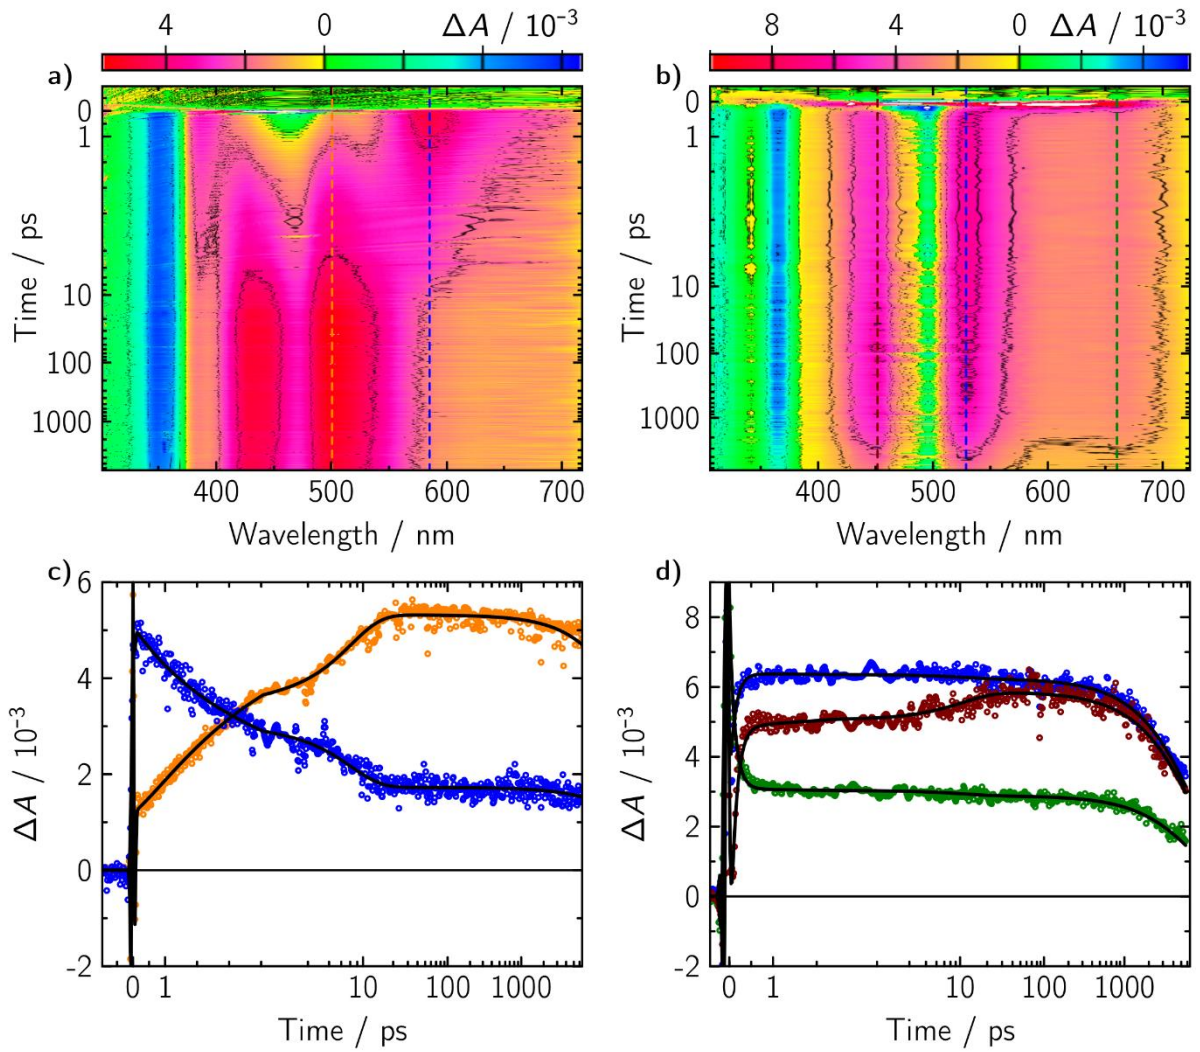 4 0 ΔA / 10⁻³
8 4 0 ΔA / 10⁻³
a)
b)
0
1
10
100
1000
Time / ps
0
1
10
100
1000
Time / ps
400 500 600 700
Wavelength / nm
400 500 600 700
Wavelength / nm
c)
d)
6
4
2
0
-2
ΔA / 10⁻³
8
6
4
2
0
-2
ΔA / 10⁻³
0 1 10 100 1000
Time / ps
0 1 10 100 1000
Time / ps